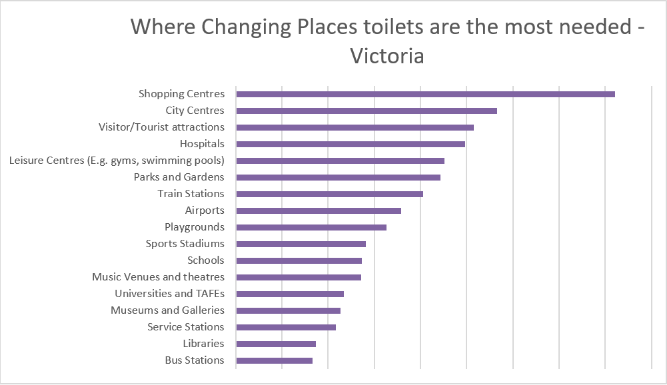 Where Changing Places toilets are the most needed -
Victoria
Shopping Centres
City Centres
Visitor/Tourist attractions
Hospitals
Leisure Centres (E.g. gyms, swimming pools)
Parks and Gardens
Train Stations
Airports
Playgrounds
Sports Stadiums
Schools
Music Venues and theatres
Universities and TAFEs
Museums and Galleries
Service Stations
Libraries
Bus Stations